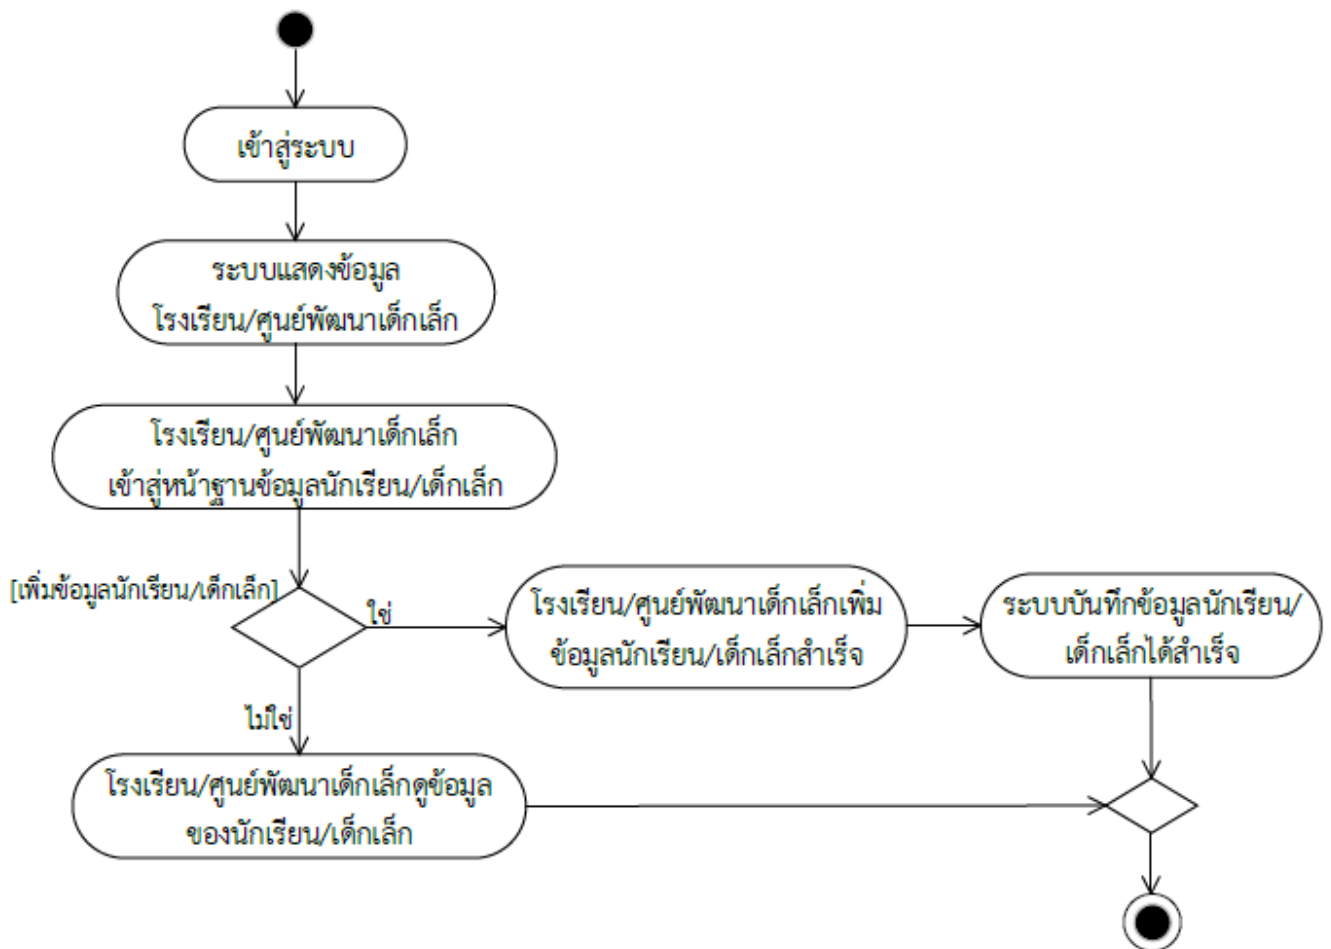 เข้าสู่ระบบ
ระบบแสดงข้อมูล
โรงเรียน/ศูนย์พัฒนาเด็กเล็ก
โรงเรียน/ศูนย์พัฒนาเด็กเล็ก
เข้าสู่หน้าฐานข้อมูลนักเรียน/เด็กเล็ก
[เพิ่มข้อมูลนักเรียน/เด็กเล็ก]
ใช่
โรงเรียน/ศูนย์พัฒนาเด็กเล็กเพิ่ม
ข้อมูลนักเรียน/เด็กเล็กสำเร็จ
ระบบบันทึกข้อมูลนักเรียน/
เด็กเล็กได้สำเร็จ
ไม่ใช่
โรงเรียน/ศูนย์พัฒนาเด็กเล็กดูข้อมูล
ของนักเรียน/เด็กเล็ก